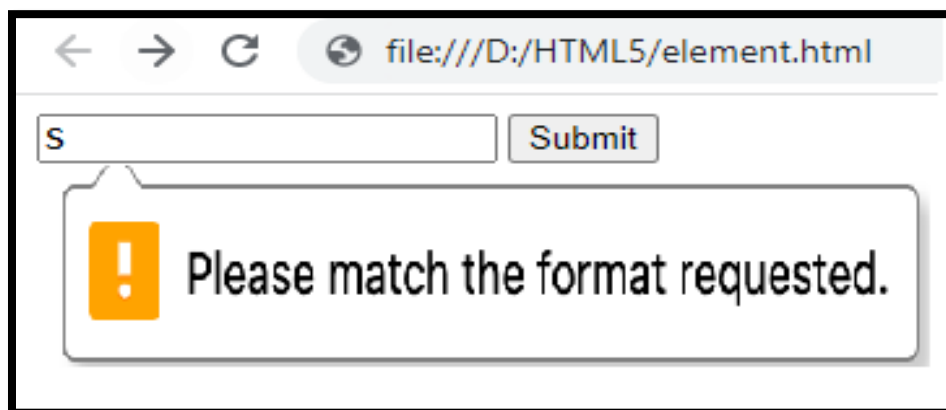 file:///D:/HTML5/element.html
S Submit
Please match the format requested.